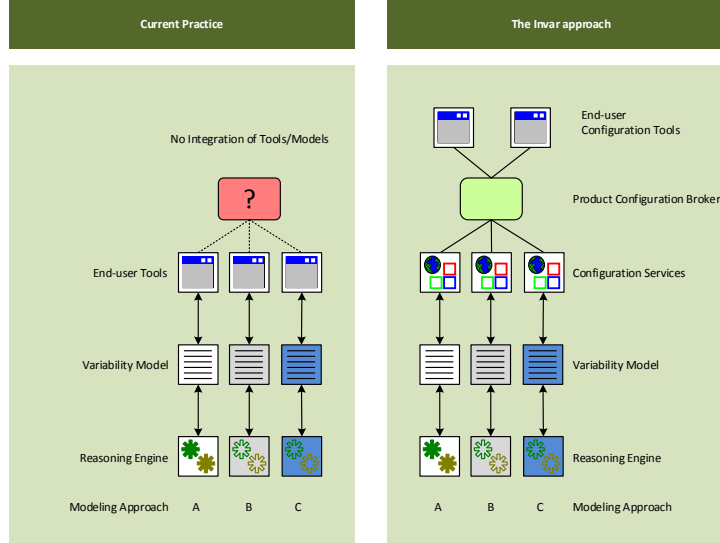 Current Practice
No Integration of Tools/Models
?
End-user Tools
Variability Model
Reasoning Engine
Modeling Approach A B C
The Invar approach
End-user
Configuration Tools
Product Configuration Broker
Configuration Services
Variability Model
Reasoning Engine
A B C Modeling Approach